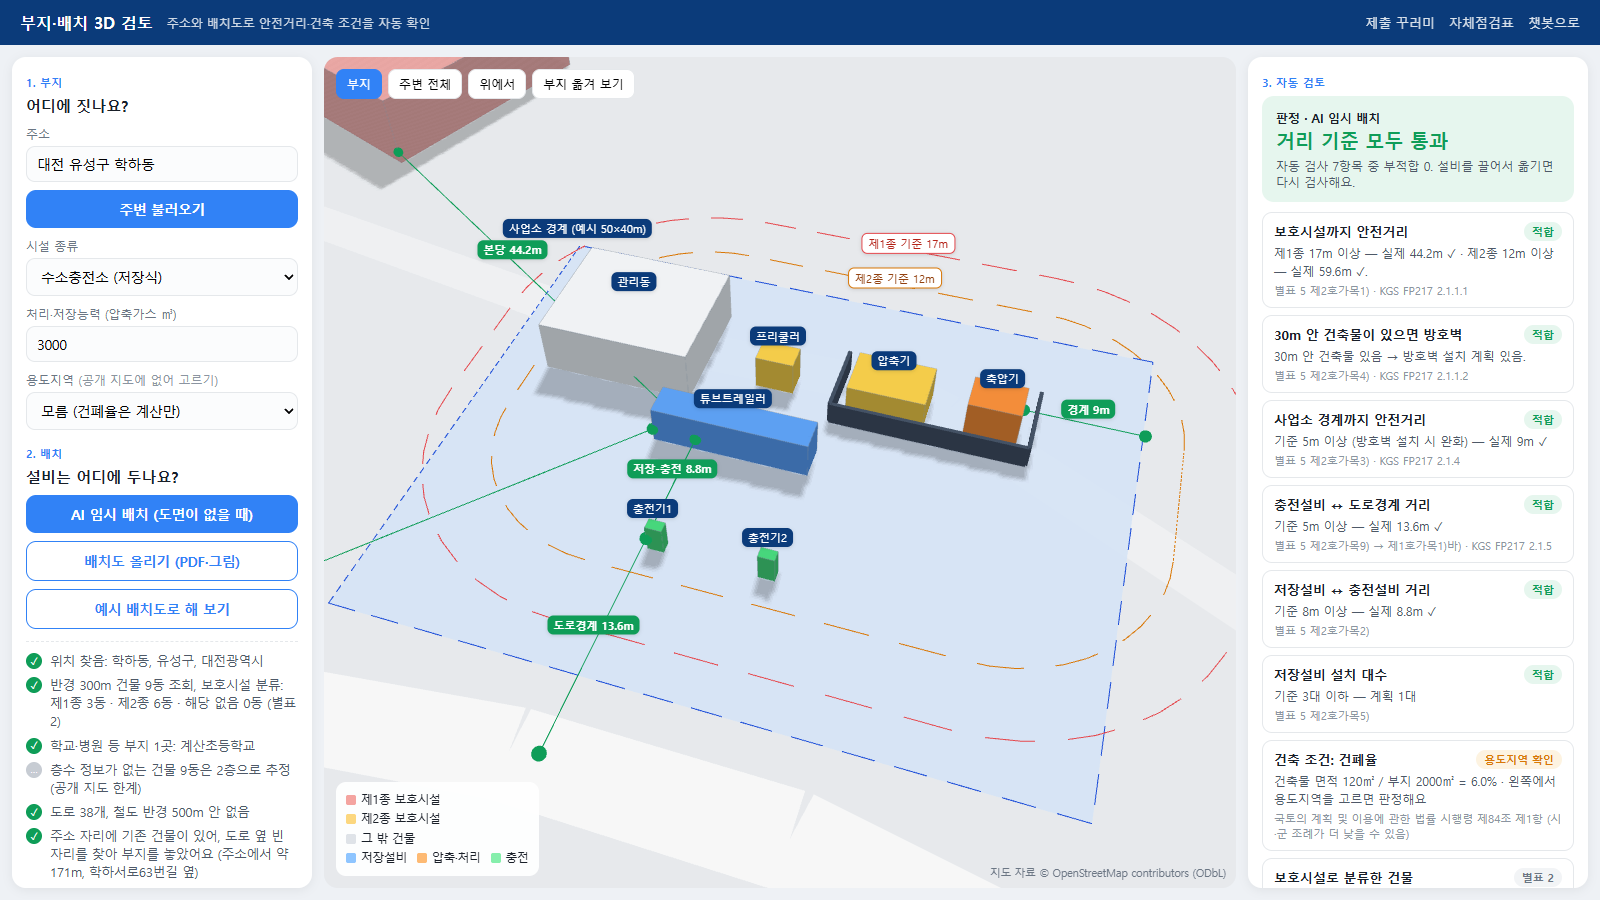 부지·배치 3D 검토
주소와 배치도로 안전거리·건축 조건을 자동 확인
제출 꾸러미
자체점검표
챗봇으로
1. 부지
어디에 짓나요?
주소
대전 유성구 학하동
주변 불러오기
시설 종류
수소충전소 (저장식)
처리·저장능력 (압축가스 ㎥)
3000
용도지역 (공개 지도에 없어 고르기)
모름 (건폐율은 계산만)
2. 배치
설비는 어디에 두나요?
AI 임시 배치 (도면이 없을 때)
배치도 올리기 (PDF·그림)
예시 배치도로 해 보기
위치 찾음: 학하동, 유성구, 대전광역시
반경 300m 건물 9동 조회, 보호시설 분류:
제1종 3동 · 제2종 6동 · 해당 없음 0동 (별표
2)
학교·병원 등 부지 1곳: 계산초등학교
층수 정보가 없는 건물 9동은 2층으로 추정
(공개 지도 한계)
도로 38개, 철도 반경 500m 안 없음
주소 자리에 기존 건물이 있어, 도로 옆 빈
자리를 찾아 부지를 놓았어요 (주소에서 약
171m, 학하서로63번길 옆)
부지
주변 전체
위에서
부지 옮겨 보기
사업소 경계 (예시 50×40m)
본당 44.2m
제1종 기준 17m
제2종 기준 12m
관리동
프리쿨러
압축기
축압기
튜브트레일러
경계 9m
저장-충전 8.8m
충전기1
충전기2
도로경계 13.6m
제1종 보호시설
제2종 보호시설
그 밖 건물
저장설비
압축·처리
충전
지도 자료 © OpenStreetMap contributors (ODbL)
3. 자동 검토
판정 · AI 임시 배치
거리 기준 모두 통과
자동 검사 7항목 중 부적합 0. 설비를 끌어서 옮기면
다시 검사해요.
보호시설까지 안전거리
적합
제1종 17m 이상 — 실제 44.2m ✓ · 제2종 12m 이상
— 실제 59.6m ✓.
별표 5 제2호가목1) · KGS FP217 2.1.1.1
30m 안 건축물이 있으면 방호벽
적합
30m 안 건축물 있음 → 방호벽 설치 계획 있음.
별표 5 제2호가목4) · KGS FP217 2.1.1.2
사업소 경계까지 안전거리
적합
기준 5m 이상 (방호벽 설치 시 완화) — 실제 9m ✓
별표 5 제2호가목3) · KGS FP217 2.1.4
충전설비 ↔ 도로경계 거리
적합
기준 5m 이상 — 실제 13.6m ✓
별표 5 제2호가목9) → 제1호가목1)바) · KGS FP217 2.1.5
저장설비 ↔ 충전설비 거리
적합
기준 8m 이상 — 실제 8.8m ✓
별표 5 제2호가목2)
저장설비 설치 대수
적합
기준 3대 이하 — 계획 1대
별표 5 제2호가목5)
건축 조건: 건폐율
용도지역 확인
건축물 면적 120㎡ / 부지 2000㎡ = 6.0% · 왼쪽에서
용도지역을 고르면 판정해요
국토의 계획 및 이용에 관한 법률 시행령 제84조 제1항 (시
·군 조례가 더 낮을 수 있음)
보호시설로 분류한 건물
별표 2